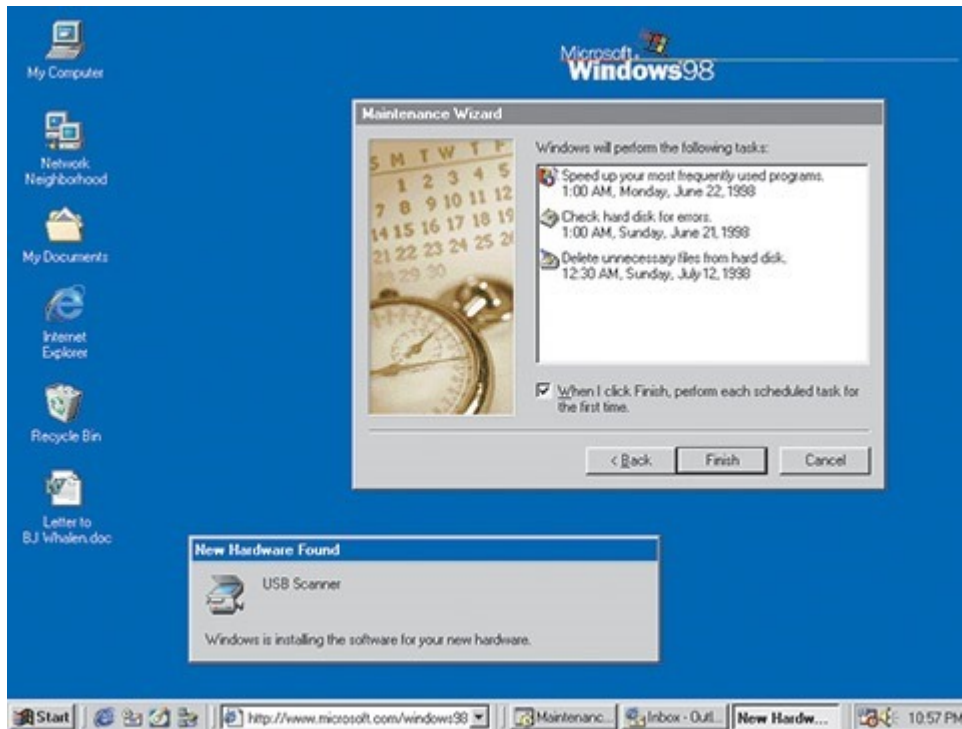 My Computer
Network
Neighborhood
My Documents
Internet
Explorer
Recycle Bin
Letter to
BJ Whalen.doc
Microsoft
Windows 98
Maintenance Wizard
S M T W T F
1 2 3 4 5
7 8 9 10 11 12
14 15 16 17 18 19
21 22 23 24 25 26
28 29 30
Windows will perform the following tasks:
Speed up your most frequently used programs.
1:00 AM, Monday, June 22, 1998
Check hard disk for errors.
1:00 AM, Sunday, June 21, 1998
Delete unnecessary files from hard disk.
12:30 AM, Sunday, July 12, 1998
When I click Finish, perform each scheduled task for
the first time.
< Back
Finish
Cancel
New Hardware Found
USB Scanner
Windows is installing the software for your new hardware.
Start
http://www.microsoft.com/windows98
Maintenanc...
Inbox - Outl...
New Hardw...
10:57 PM